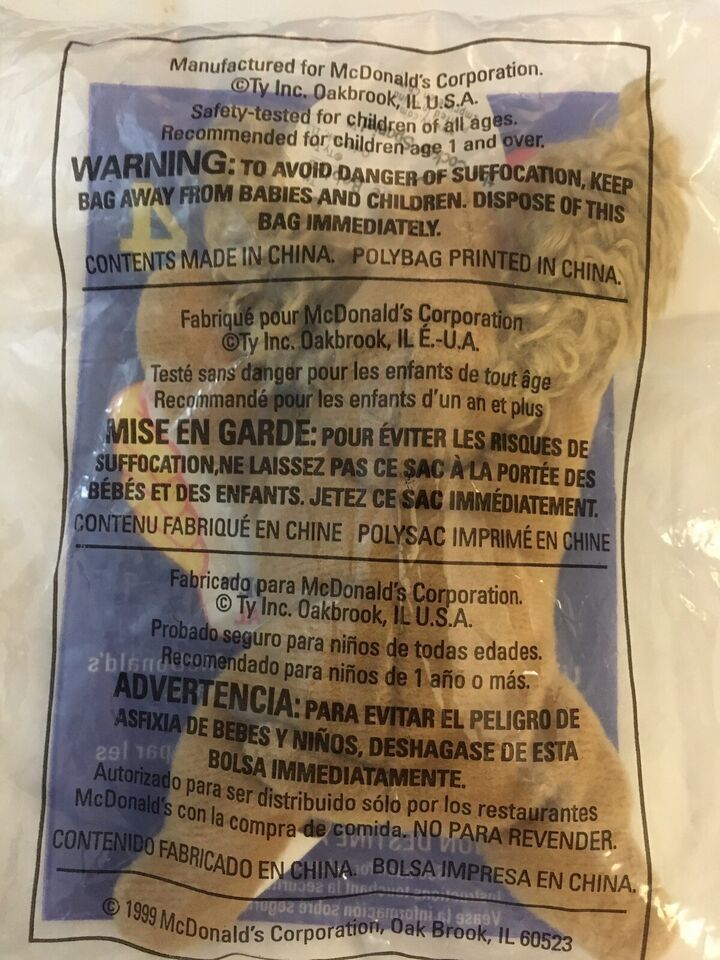 Manufactured for McDonald's Corporation.
©Ty Inc. Oakbrook, IL U.S.A.
Safety-tested for children of all ages.
Recommended for children age 1 and over.
WARNING: TO AVOID DANGER OF SUFFOCATION, KEEP
BAG AWAY FROM BABIES AND CHILDREN. DISPOSE OF THIS
BAG IMMEDIATELY.
CONTENTS MADE IN CHINA. POLYBAG PRINTED IN CHINA.
Fabriqué pour McDonald's Corporation
©Ty Inc. Oakbrook, IL É.-U.A.
Testé sans danger pour les enfants de tout âge
Recommandé pour les enfants d'un an et plus
MISE EN GARDE: POUR ÉVITER LES RISQUES DE
SUFFOCATION,NE LAISSEZ PAS CE SAC À LA PORTÉE DES
BÉBÉS ET DES ENFANTS. JETEZ CE SAC IMMÉDIATEMENT.
CONTENU FABRIQUÉ EN CHINE POLYSAC IMPRIMÉ EN CHINE
Fabricado para McDonald's Corporation.
© Ty Inc. Oakbrook, IL U.S.A.
Probado seguro para niños de todas edades.
Recomendado para niños de 1 año o más.
ADVERTENCIA: PARA EVITAR EL PELIGRO DE
ASFIXIA DE BEBES Y NIÑOS, DESHAGASE DE ESTA
BOLSA IMMEDIATAMENTE.
Autorizado para ser distribuido sólo por los restaurantes
McDonald's con la compra de comida. NO PARA REVENDER.
CONTENIDO FABRICADO EN CHINA. BOLSA IMPRESA EN CHINA.
© 1999 McDonald's Corporation, Oak Brook, IL 60523